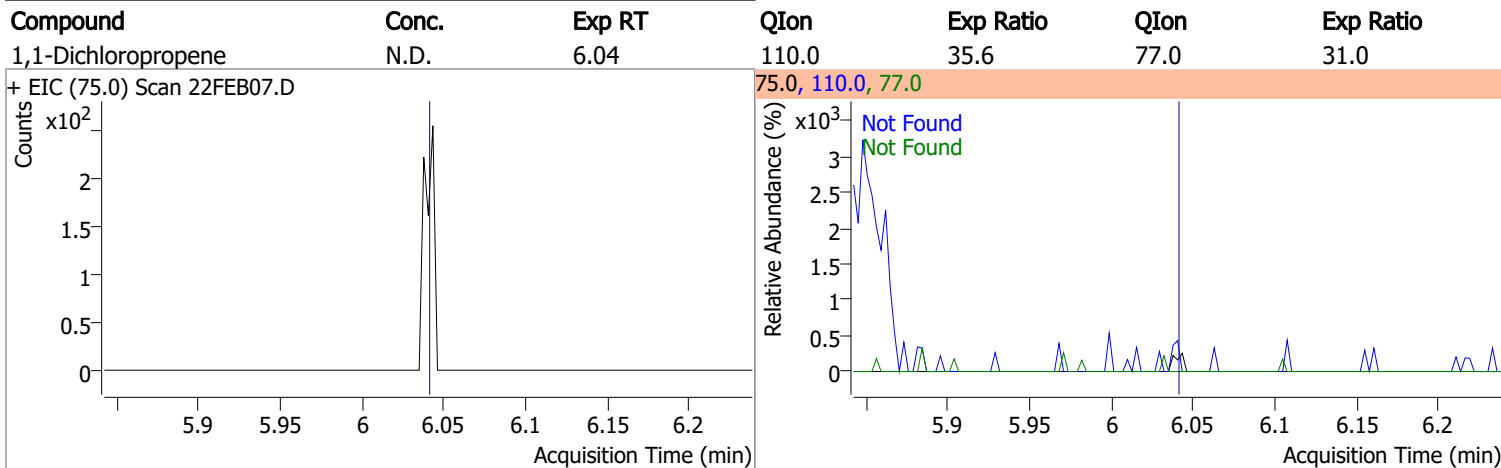 Compound Conc. Exp RT QIon Exp Ratio QIon Exp Ratio
1,1-Dichloropropene N.D. 6.04 110.0 35.6 77.0 31.0
+ EIC (75.0) Scan 22FEB07.D
Counts
x10²
2
1.5
1
0.5
0
5.9 5.95 6 6.05 6.1 6.15 6.2
Acquisition Time (min)
75.0, 110.0, 77.0
Relative Abundance (%)
x10³
Not Found
Not Found
3
2.5
2
1.5
1
0.5
0
5.9 5.95 6 6.05 6.1 6.15 6.2
Acquisition Time (min)